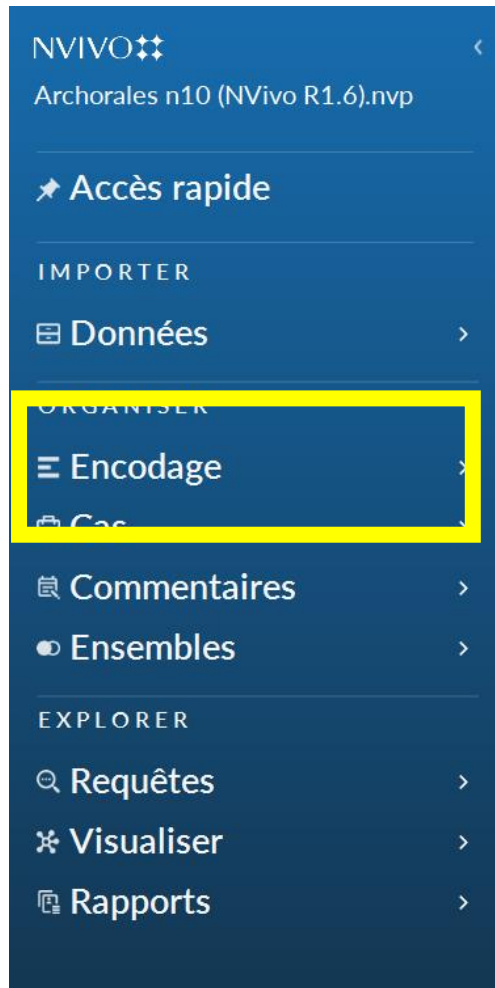 NVIVO
Archorales n10 (NVivo R1.6).nvp
Accès rapide
IMPORTER
Données
ORGANISER
Encodage
Cas
Commentaires
Ensembles
EXPLORER
Requêtes
Visualiser
Rapports